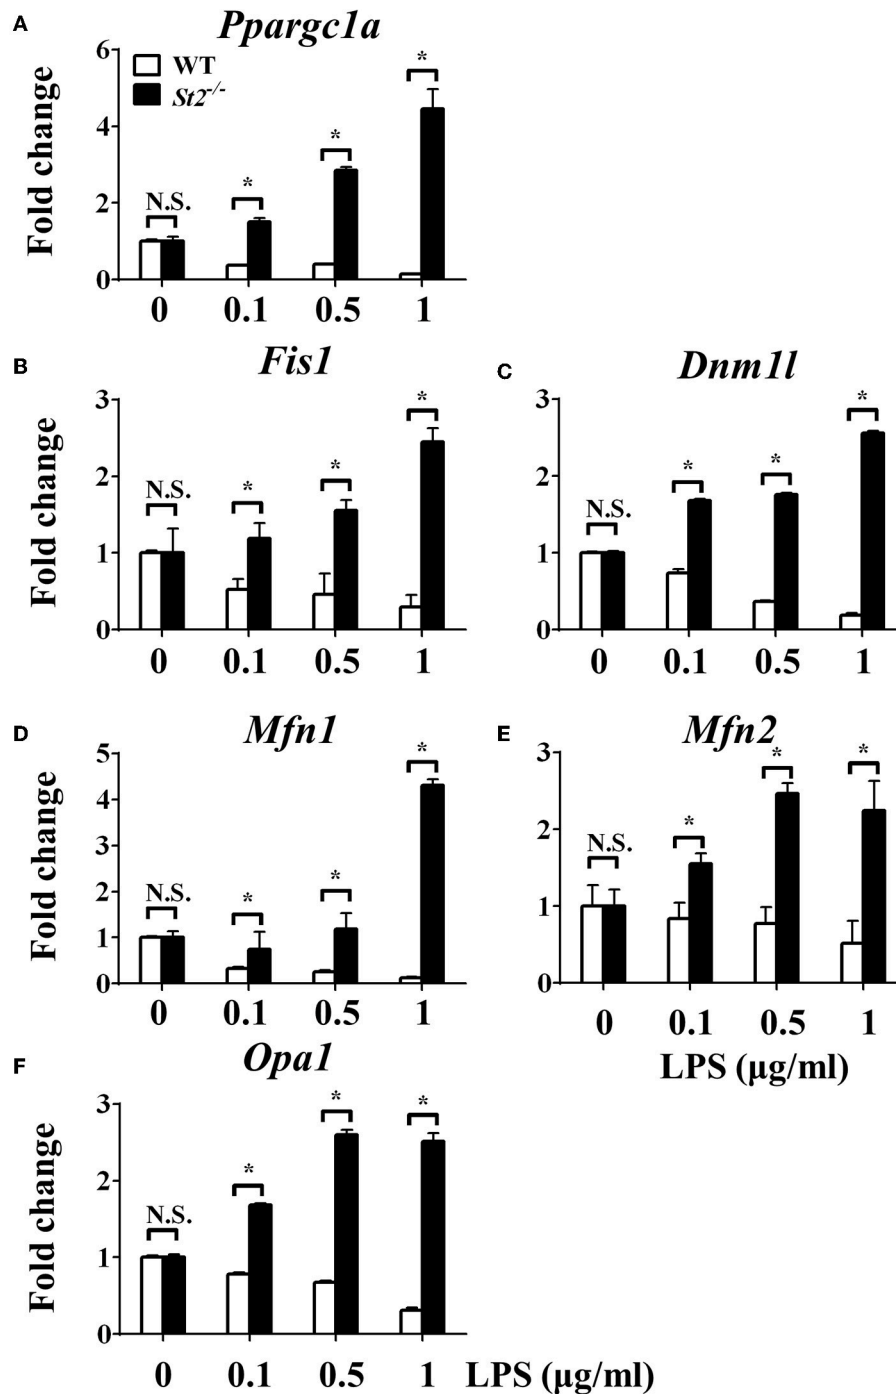 A
Ppargc1a
Fold change
6
4
2
0
WT
St2-/-
N.S.
*
*
*
0 0.1 0.5 1
B
Fis1
Fold change
3
2
1
0
N.S.
*
*
*
0 0.1 0.5 1
C
Dnm1l
3
2
1
0
N.S.
*
*
*
0 0.1 0.5 1
D
Mfn1
Fold change
5
4
3
2
1
0
N.S.
*
*
*
0 0.1 0.5 1
E
Mfn2
3
2
1
0
N.S.
*
*
*
0 0.1 0.5 1
LPS (μg/ml)
F
Opa1
Fold change
3
2
1
0
N.S.
*
*
*
0 0.1 0.5 1 LPS (μg/ml)